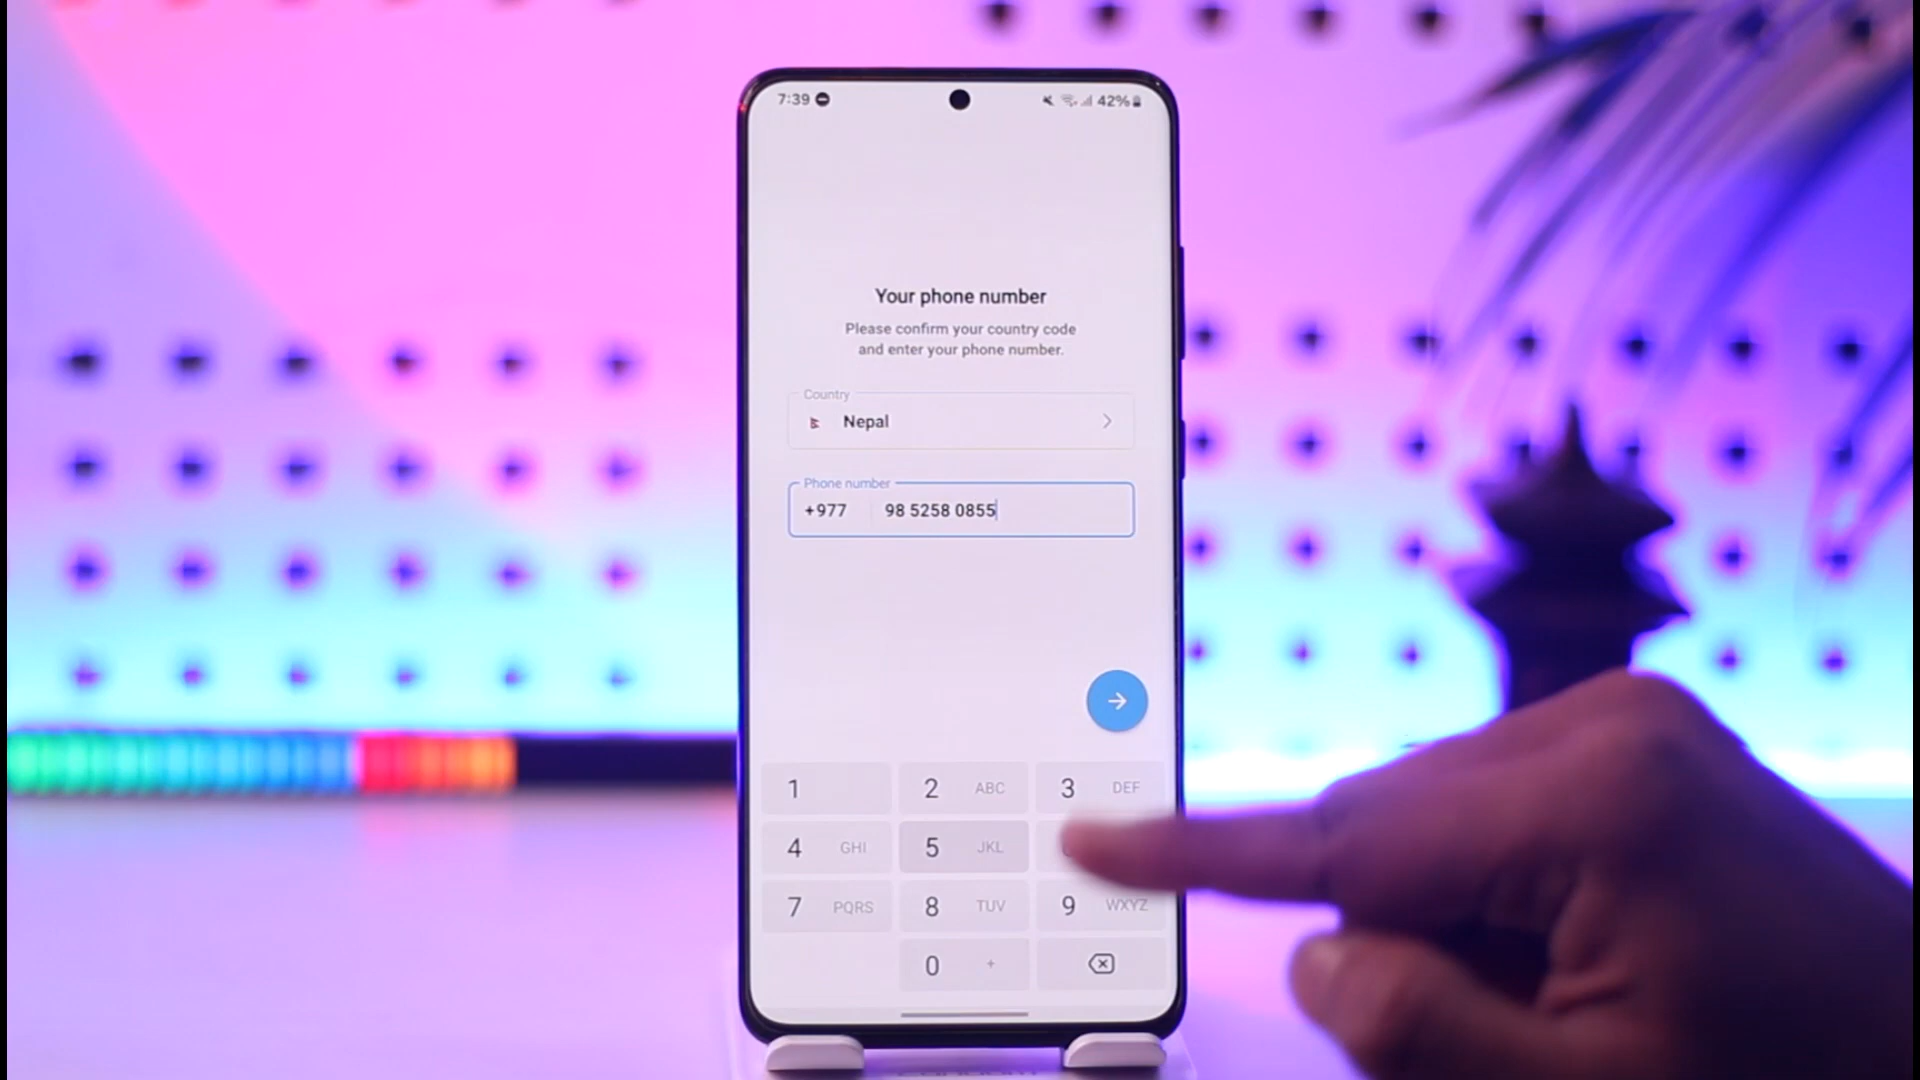 7:39
42%
Your phone number
Please confirm your country code
and enter your phone number.
Country
Nepal
Phone number
+977 98 5258 0855
1
2 ABC
3 DEF
4 GHI
5 JKL
7 PQRS
8 TUV
9 WXYZ
0 +